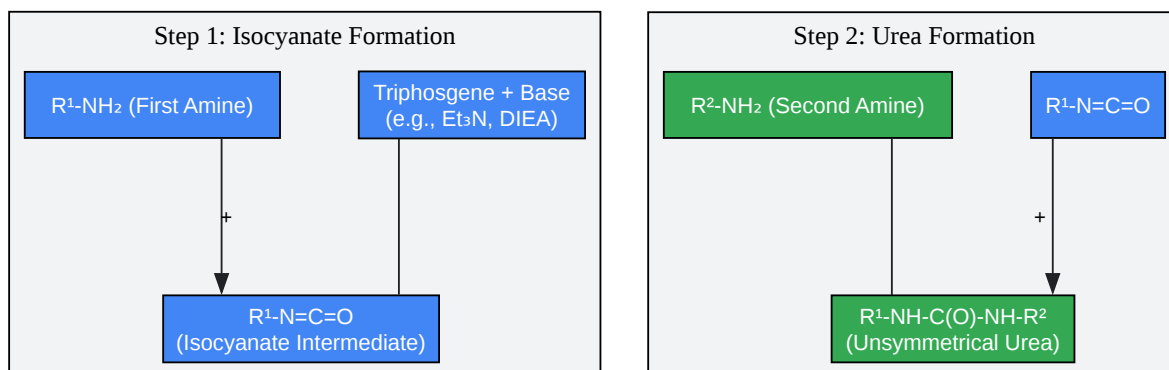 Step 1: Isocyanate Formation
R¹-NH₂ (First Amine)
Triphosgene + Base
(e.g., Et₃N, DIEA)
+
R¹-N=C=O
(Isocyanate Intermediate)
Step 2: Urea Formation
R²-NH₂ (Second Amine)
R¹-N=C=O
+
R¹-NH-C(O)-NH-R²
(Unsymmetrical Urea)